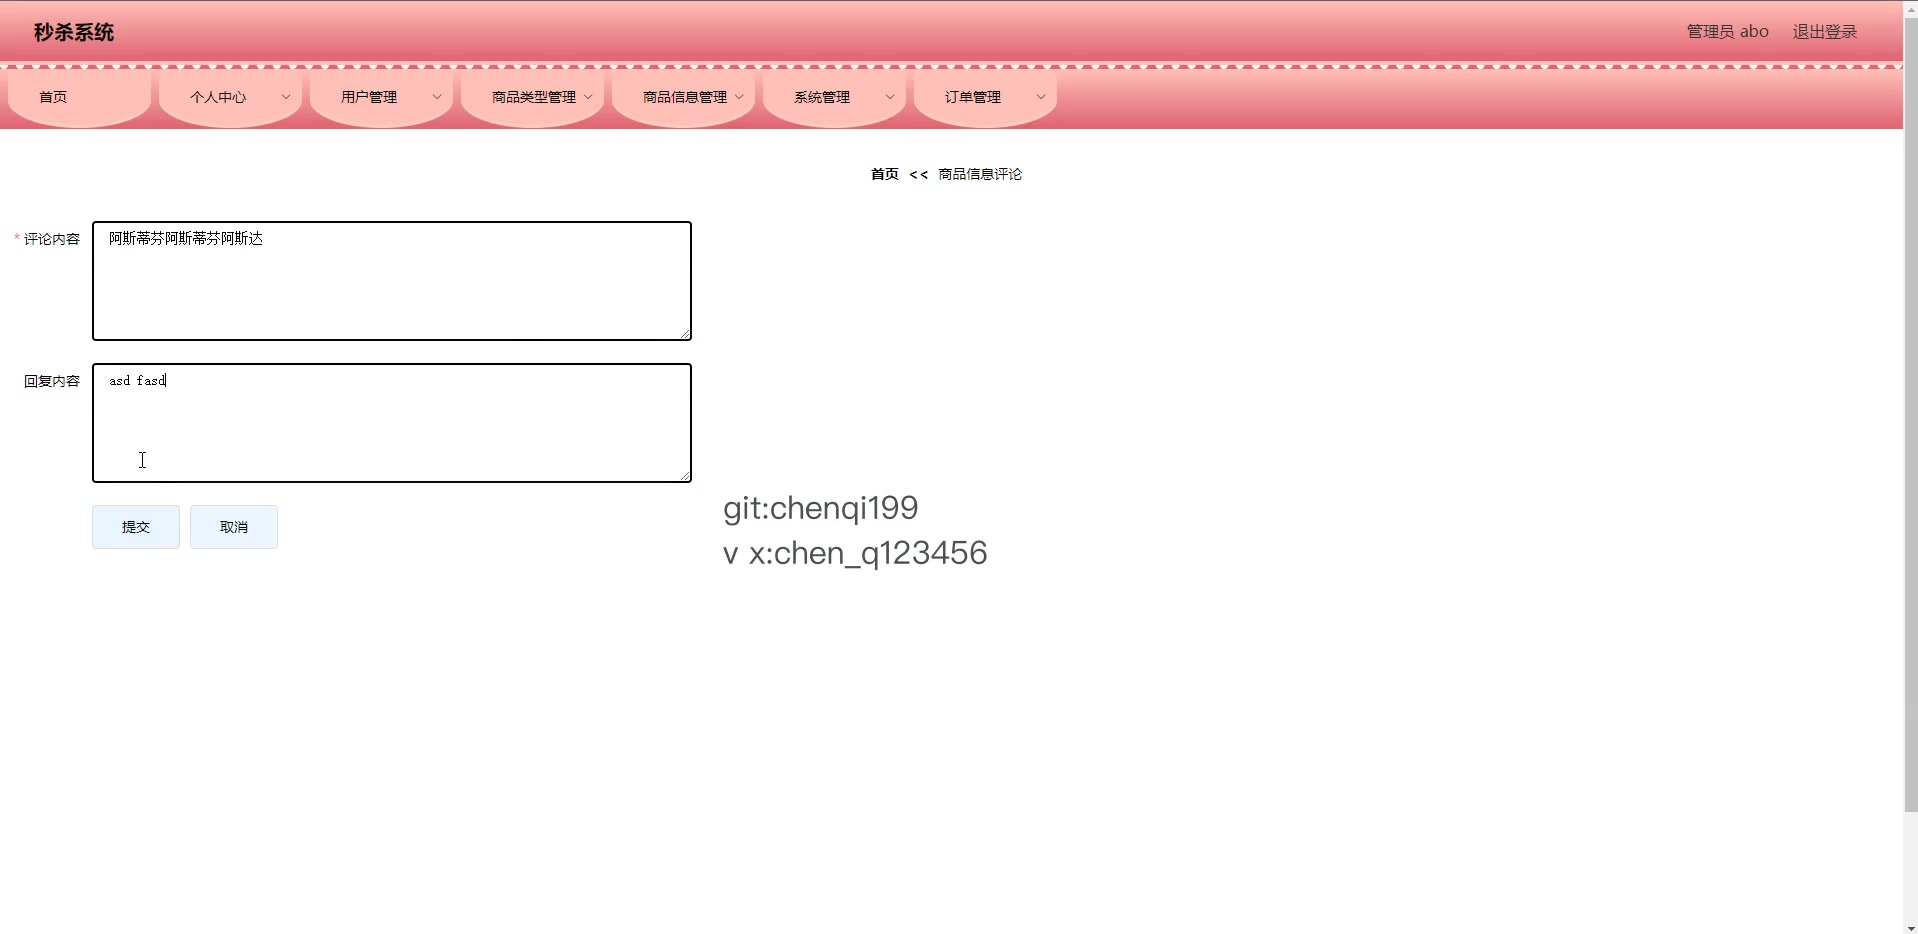 秒杀系统
管理员 abo 退出登录
首页 个人中心 用户管理 商品类型管理 商品信息管理 系统管理 订单管理
首页 << 商品信息评论
* 评论内容 阿斯蒂芬阿斯蒂芬阿斯达
回复内容 asd fasd
提交 取消
git:chenqi199
v x:chen_q123456